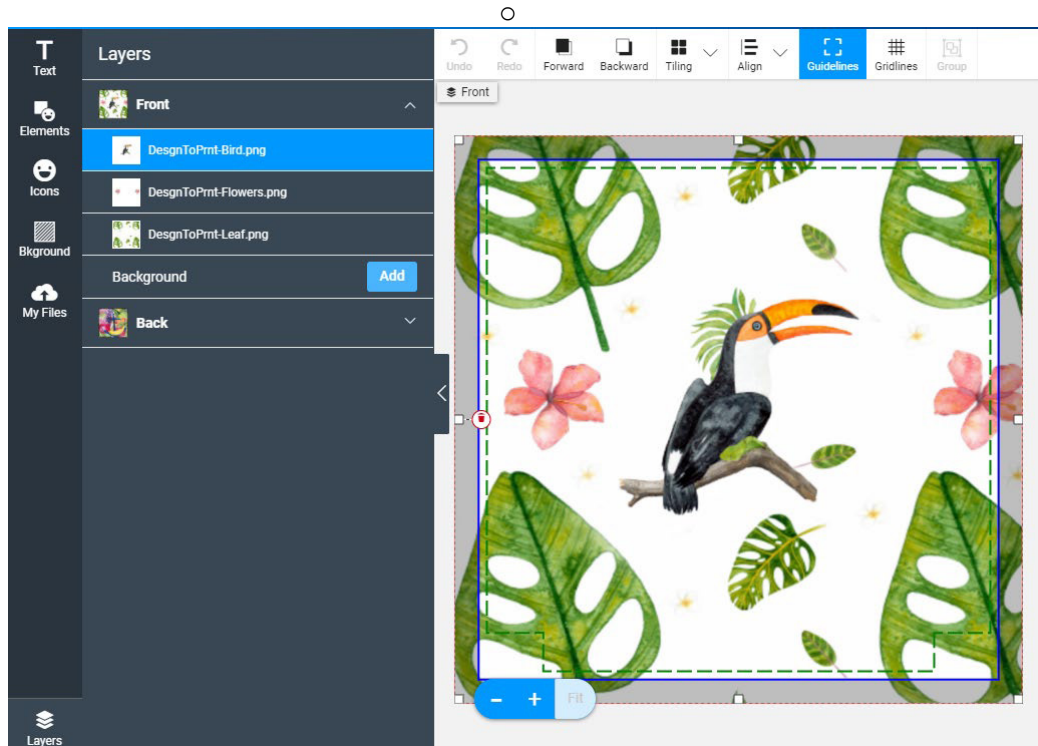 Text
Elements
Icons
Bkground
My Files
Layers
Layers
Front
DesgnToPrnt-Bird.png
DesgnToPrnt-Flowers.png
DesgnToPrnt-Leaf.png
Background
Add
Back
Undo
Redo
Forward
Backward
Tiling
Align
Guidelines
Gridlines
Group
Front
- + Fit